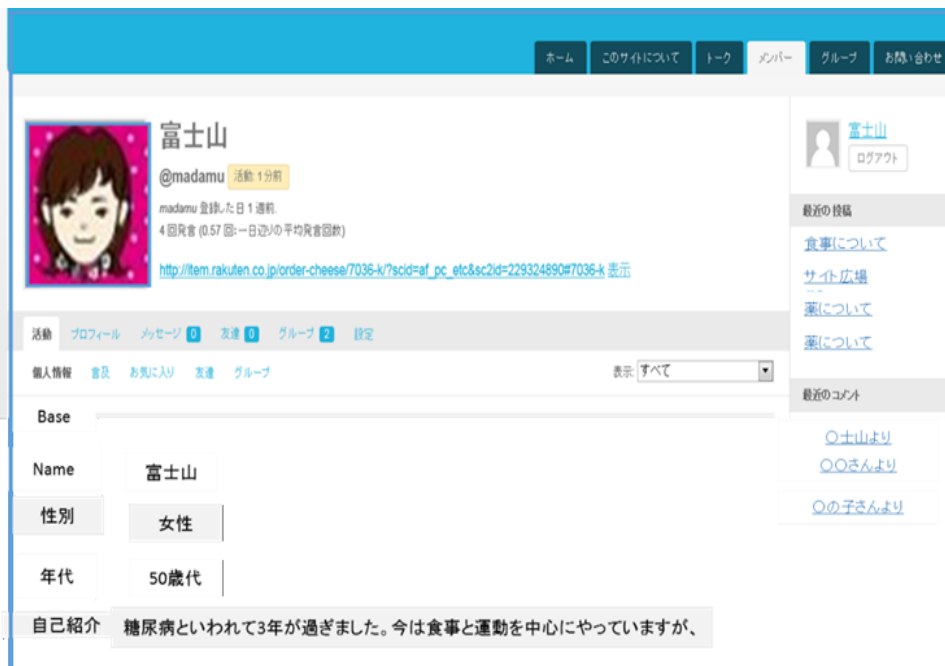 ホーム このサイトについて トーク メンバー グループ お問い合わせ
富士山
@madamu 活動: 1 分前
madamu 登録した日 1 週前.
4 回発言 (0.57 回: 一日辺りの平均発言回数)
http://item.rakuten.co.jp/order-cheese/7036-k/?scid=af_pc_etc&sc2id=229324890#7036-k 表示
活動 プロフィール メッセージ 0 友達 0 グループ 2 設定
個人情報 言及 お気に入り 友達 グループ
表示: すべて
Base
Name 富士山
性別 女性
年代 50歳代
自己紹介 糖尿病といわれて3年が過ぎました。今は食事と運動を中心にやっていますが、
富士山
ログアウト
最近の投稿
食事について
サイト広場
薬について
薬について
最近のコメント
〇士山より
〇〇さんより
〇の子さんより